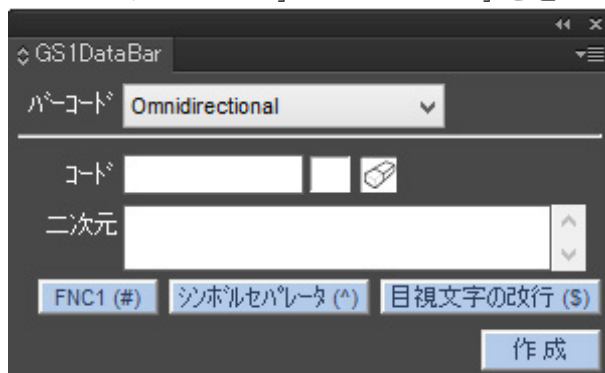 GS1DataBar
ﾊﾞｰｺｰﾄﾞ Omnidirectional
ｺｰﾄﾞ
二次元
FNC1 (#) ｼﾝﾎﾞﾙｾﾊﾟﾚｰﾀ (^) 目視文字の改行 ($)
作成